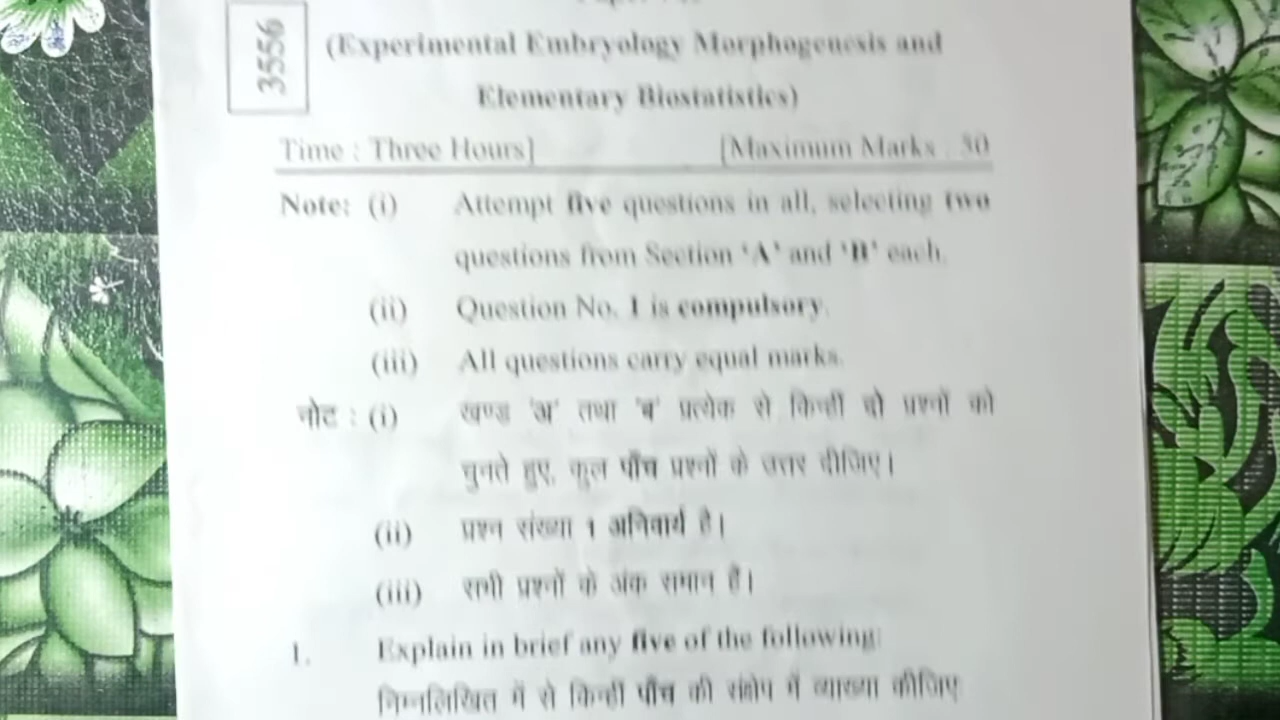 3556
(Experimental Embryology Morphogenesis and
Elementary Biostatistics)
Time : Three Hours] [Maximum Marks : 50
Note: (i) Attempt five questions in all, selecting two
questions from Section 'A' and 'B' each.
(ii) Question No. 1 is compulsory.
(iii) All questions carry equal marks.
नोट : (i) खण्ड 'अ' तथा 'ब' प्रत्येक से किन्हीं दो प्रश्नों को
चुनते हुए, कुल पाँच प्रश्नों के उत्तर दीजिए।
(ii) प्रश्न संख्या 1 अनिवार्य है।
(iii) सभी प्रश्नों के अंक समान हैं।
1. Explain in brief any five of the following:
निम्नलिखित में से किन्हीं पाँच की संक्षेप में व्याख्या कीजिए